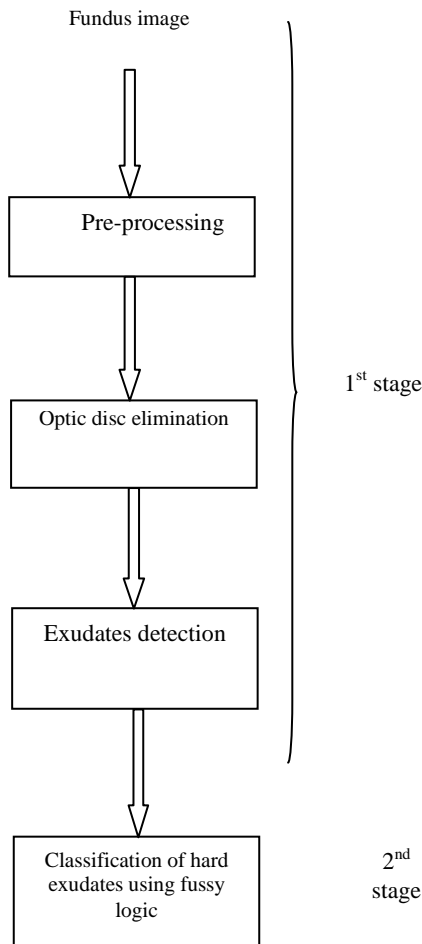 Fundus image
Pre-processing
1st stage
Optic disc elimination
Exudates detection
Classification of hard
exudates using fussy
logic
2nd
stage